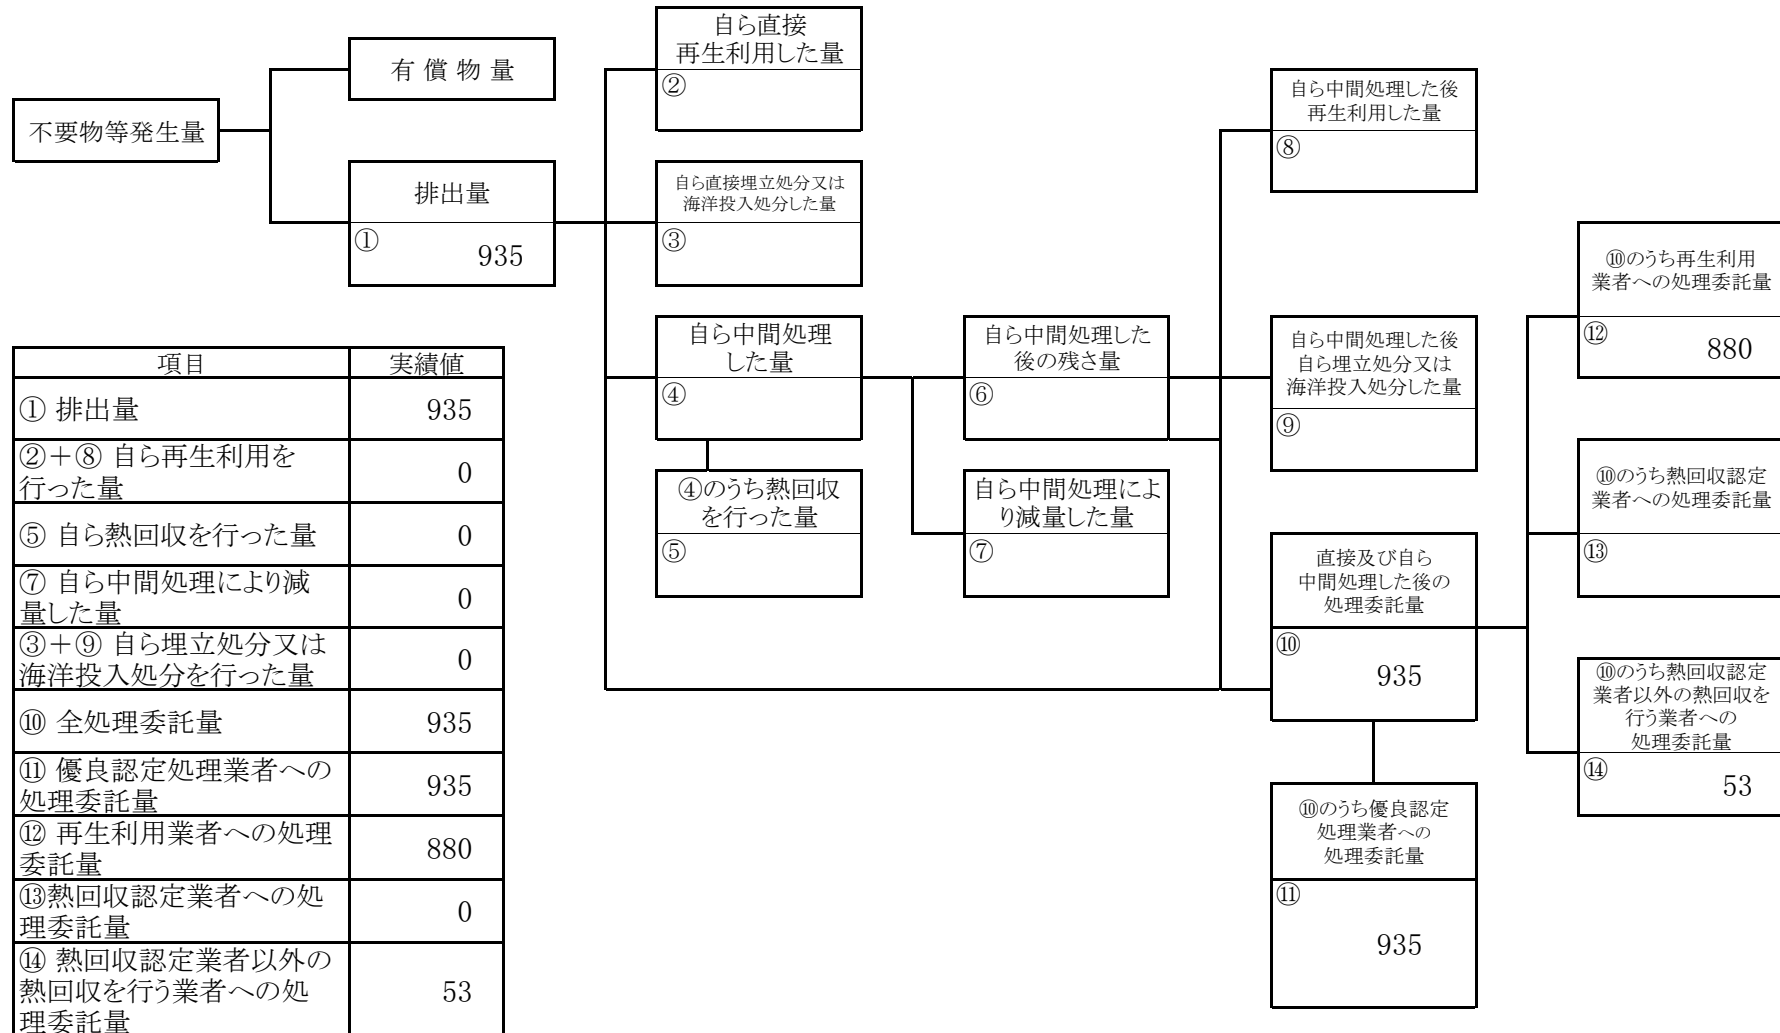 不要物等発生量
有 償 物 量
排出量
①
935
自ら直接
再生利用した量
②
自ら直接埋立処分又は
海洋投入処分した量
③
自ら中間処理
した量
④
④のうち熱回収
を行った量
⑤
自ら中間処理した
後の残さ量
⑥
自ら中間処理によ
り減量した量
⑦
自ら中間処理した後
再生利用した量
⑧
自ら中間処理した後
自ら埋立処分又は
海洋投入処分した量
⑨
直接及び自ら
中間処理した後の
処理委託量
⑩
935
⑩のうち優良認定
処理業者への
処理委託量
⑪
935
⑩のうち再生利用
業者への処理委託量
⑫
880
⑩のうち熱回収認定
業者への処理委託量
⑬
⑩のうち熱回収認定
業者以外の熱回収を
行う業者への
処理委託量
⑭
53
項目 実績値
① 排出量 935
②＋⑧ 自ら再生利用を
行った量 0
⑤ 自ら熱回収を行った量 0
⑦ 自ら中間処理により減
量した量 0
③＋⑨ 自ら埋立処分又は
海洋投入処分を行った量 0
⑩ 全処理委託量 935
⑪ 優良認定処理業者への
処理委託量 935
⑫ 再生利用業者への処理
委託量 880
⑬熱回収認定業者への処
理委託量 0
⑭ 熱回収認定業者以外の
熱回収を行う業者への処
理委託量 53